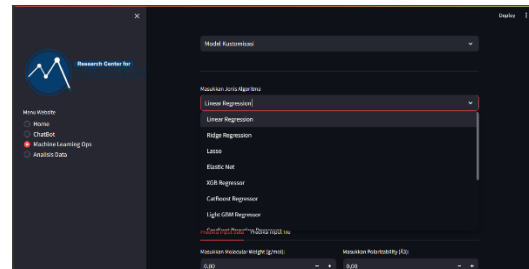 Deploy
Research Center for
Menu Website
Home
ChatBot
Machine Learning Ops
Analisis Data
Model Kustomisasi
Masukkan Jenis Algoritma
Linear Regression
Linear Regression
Ridge Regression
Lasso
Elastic Net
XGB Regressor
CatBoost Regressor
Light GBM Regressor
Masukkan Molecular Weight (g/mol):
Masukkan Polarizability (Å):
0,00
0,00